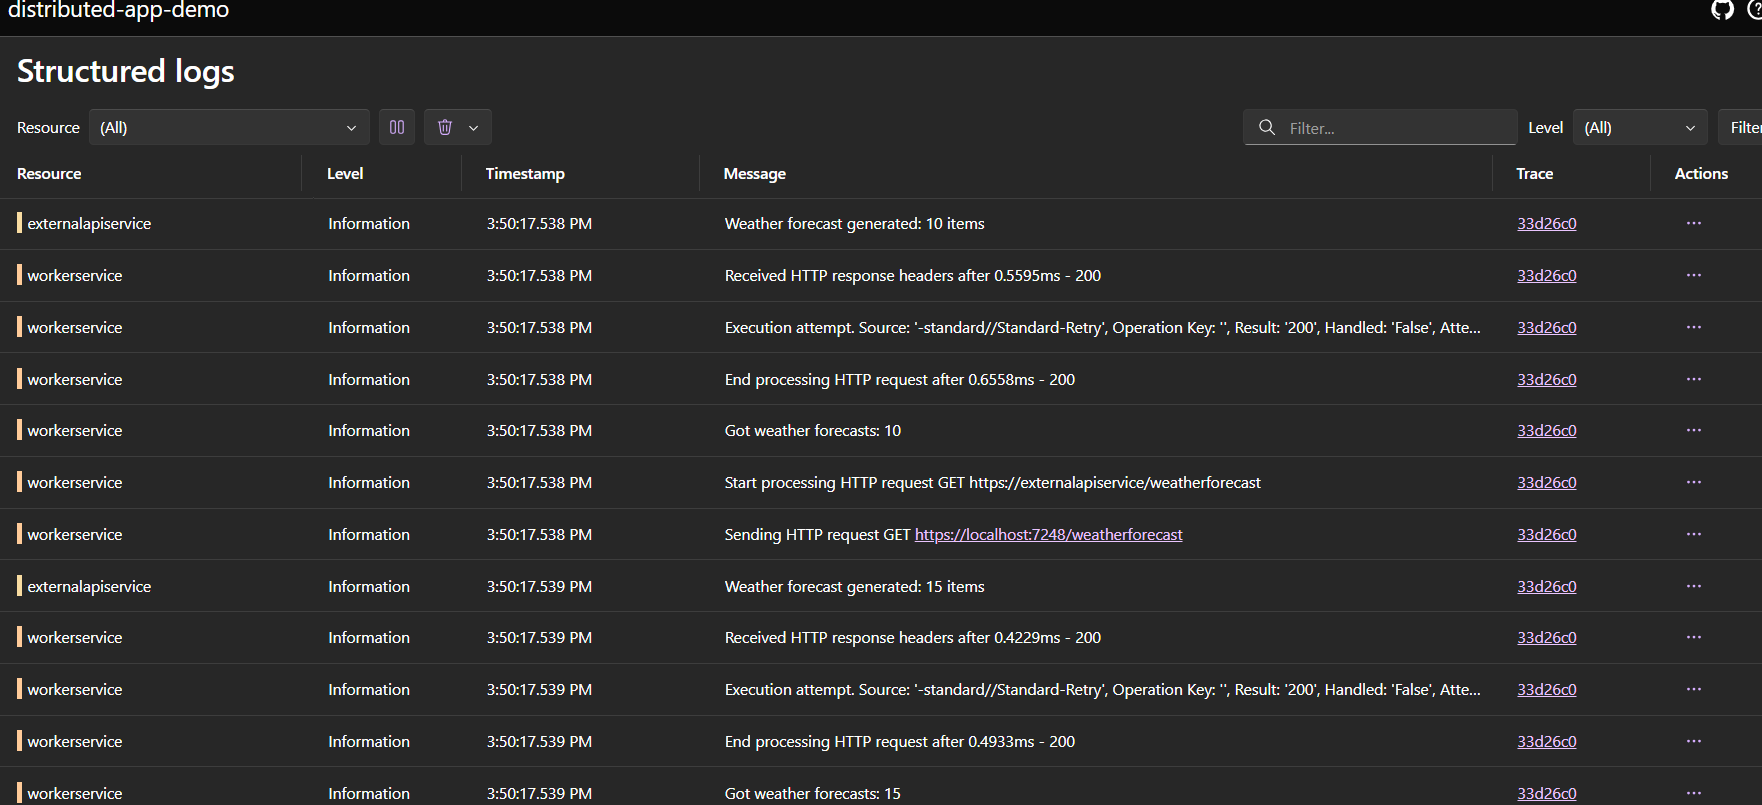 distributed-app-demo
Structured logs
Resource (All) Filter... Level (All) Filter
Resource Level Timestamp Message Trace Actions
externalapiservice Information 3:50:17.538 PM Weather forecast generated: 10 items 33d26c0 ...
workerservice Information 3:50:17.538 PM Received HTTP response headers after 0.5595ms - 200 33d26c0 ...
workerservice Information 3:50:17.538 PM Execution attempt. Source: '-standard//Standard-Retry', Operation Key: '', Result: '200', Handled: 'False', Atte... 33d26c0 ...
workerservice Information 3:50:17.538 PM End processing HTTP request after 0.6558ms - 200 33d26c0 ...
workerservice Information 3:50:17.538 PM Got weather forecasts: 10 33d26c0 ...
workerservice Information 3:50:17.538 PM Start processing HTTP request GET https://externalapiservice/weatherforecast 33d26c0 ...
workerservice Information 3:50:17.538 PM Sending HTTP request GET https://localhost:7248/weatherforecast 33d26c0 ...
externalapiservice Information 3:50:17.539 PM Weather forecast generated: 15 items 33d26c0 ...
workerservice Information 3:50:17.539 PM Received HTTP response headers after 0.4229ms - 200 33d26c0 ...
workerservice Information 3:50:17.539 PM Execution attempt. Source: '-standard//Standard-Retry', Operation Key: '', Result: '200', Handled: 'False', Atte... 33d26c0 ...
workerservice Information 3:50:17.539 PM End processing HTTP request after 0.4933ms - 200 33d26c0 ...
workerservice Information 3:50:17.539 PM Got weather forecasts: 15 33d26c0 ...